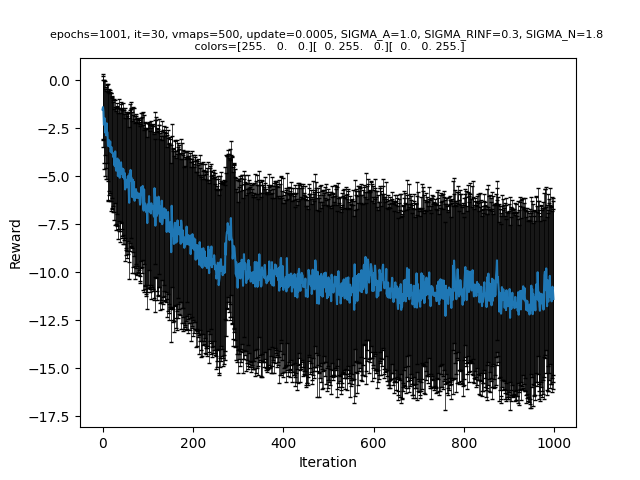 epochs=1001, it=30, vmaps=500, update=0.0005, SIGMA_A=1.0, SIGMA_RINF=0.3, SIGMA_N=1.8
colors=[255.   0.   0.][  0. 255.   0.][  0.   0. 255.]
0.0
−2.5
−5.0
−7.5
−10.0
−12.5
−15.0
−17.5
Reward
0 200 400 600 800 1000
Iteration